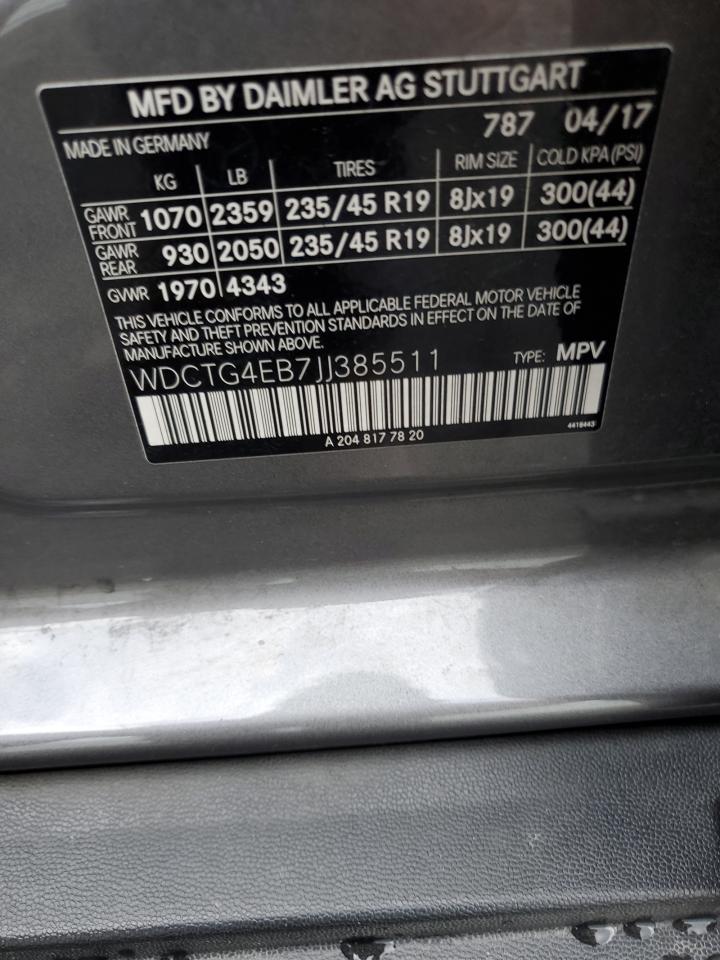 MFD BY DAIMLER AG STUTTGART
787 04/17
MADE IN GERMANY
KG LB TIRES RIM SIZE COLD KPA (PSI)
GAWR FRONT 1070 2359 235/45 R19 8Jx19 300(44)
GAWR REAR 930 2050 235/45 R19 8Jx19 300(44)
GVWR 1970 4343
THIS VEHICLE CONFORMS TO ALL APPLICABLE FEDERAL MOTOR VEHICLE
SAFETY AND THEFT PREVENTION STANDARDS IN EFFECT ON THE DATE OF
MANUFACTURE SHOWN ABOVE.
WDCTG4EB7JJ385511 TYPE: MPV
A 204 817 78 20
4418443